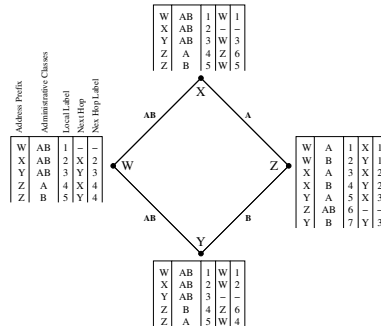 W AB 1 W 1
X AB 2 – –
Y AB 3 W 3
Z A 4 Z 6
Z B 5 W 5
X
AB
A
Address Prefix
Administrative Classes
Local Label
Next Hop
Nex Hop Label
W AB 1 – –
X AB 2 X 2
Y AB 3 Y 3
Z A 4 X 4
Z B 5 Y 4
W
Z
W A 1 X 1
W B 2 Y 1
X A 3 X 2
X B 4 Y 2
Y A 5 X 3
Z AB 6 – –
Y B 7 Y 3
AB
B
Y
W AB 1 W 1
X AB 2 W 2
Y AB 3 – –
Z B 4 Z 6
Z A 5 W 4